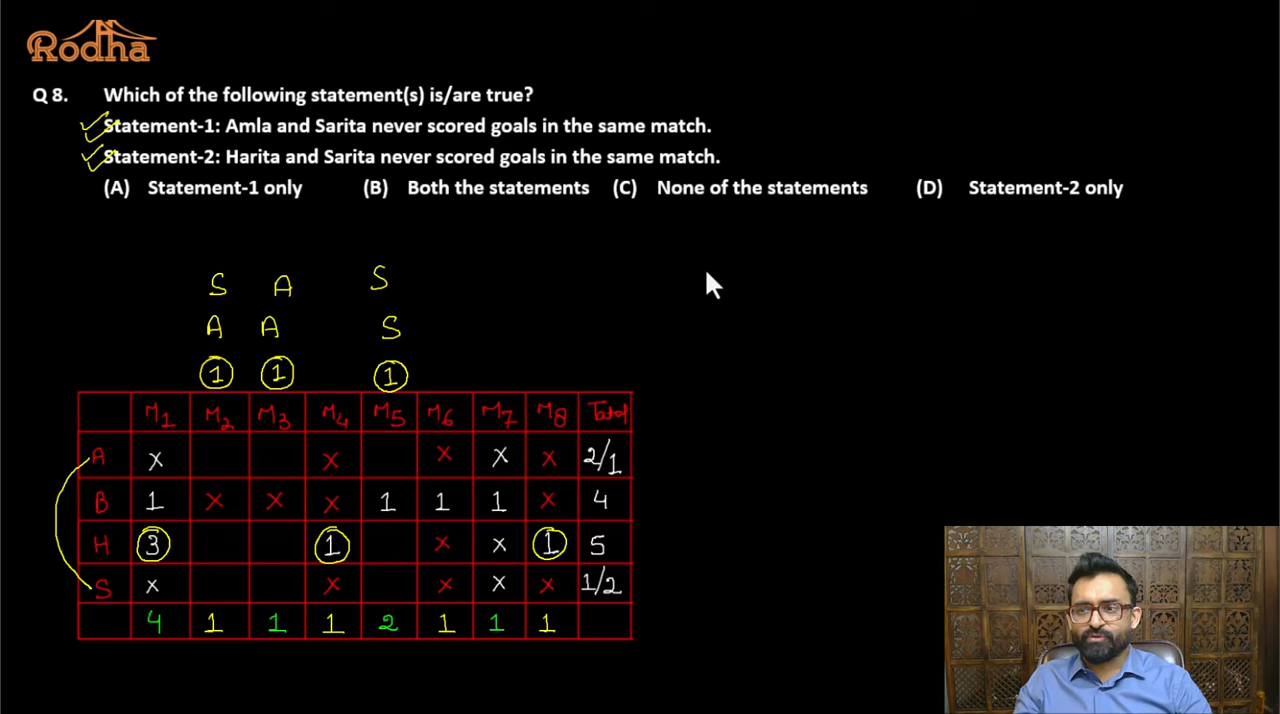 Rodha
Q 8. Which of the following statement(s) is/are true?
Statement-1: Amla and Sarita never scored goals in the same match.
Statement-2: Harita and Sarita never scored goals in the same match.
(A) Statement-1 only (B) Both the statements (C) None of the statements (D) Statement-2 only
S A S
A A S
1 1 1
M1 M2 M3 M4 M5 M6 M7 M8 Total
A x x x x x 2/1
B 1 x x x 1 1 1 x 4
H 3 1 x x 1 5
S x x x x x 1/2
4 1 1 1 2 1 1 1